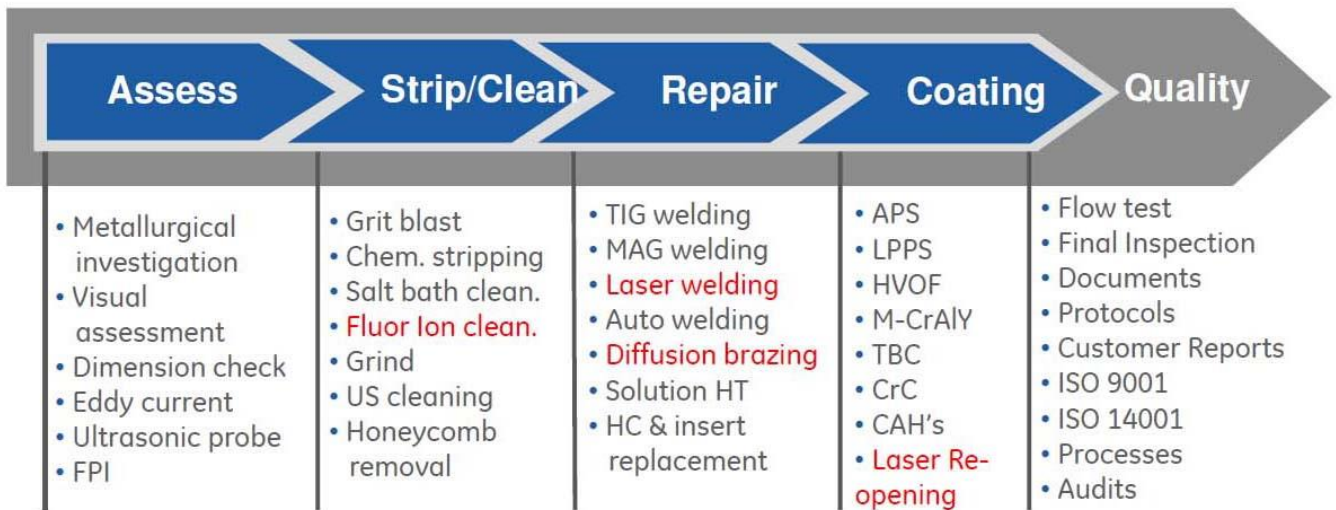 Assess
Strip/Clean
Repair
Coating
Quality
• Metallurgical
investigation
• Visual
assessment
• Dimension check
• Eddy current
• Ultrasonic probe
• FPI
• Grit blast
• Chem. stripping
• Salt bath clean.
• Fluor Ion clean.
• Grind
• US cleaning
• Honeycomb
removal
• TIG welding
• MAG welding
• Laser welding
• Auto welding
• Diffusion brazing
• Solution HT
• HC & insert
replacement
• APS
• LPPS
• HVOF
• M-CrAlY
• TBC
• CrC
• CAH's
• Laser Re-
opening
• Flow test
• Final Inspection
• Documents
• Protocols
• Customer Reports
• ISO 9001
• ISO 14001
• Processes
• Audits